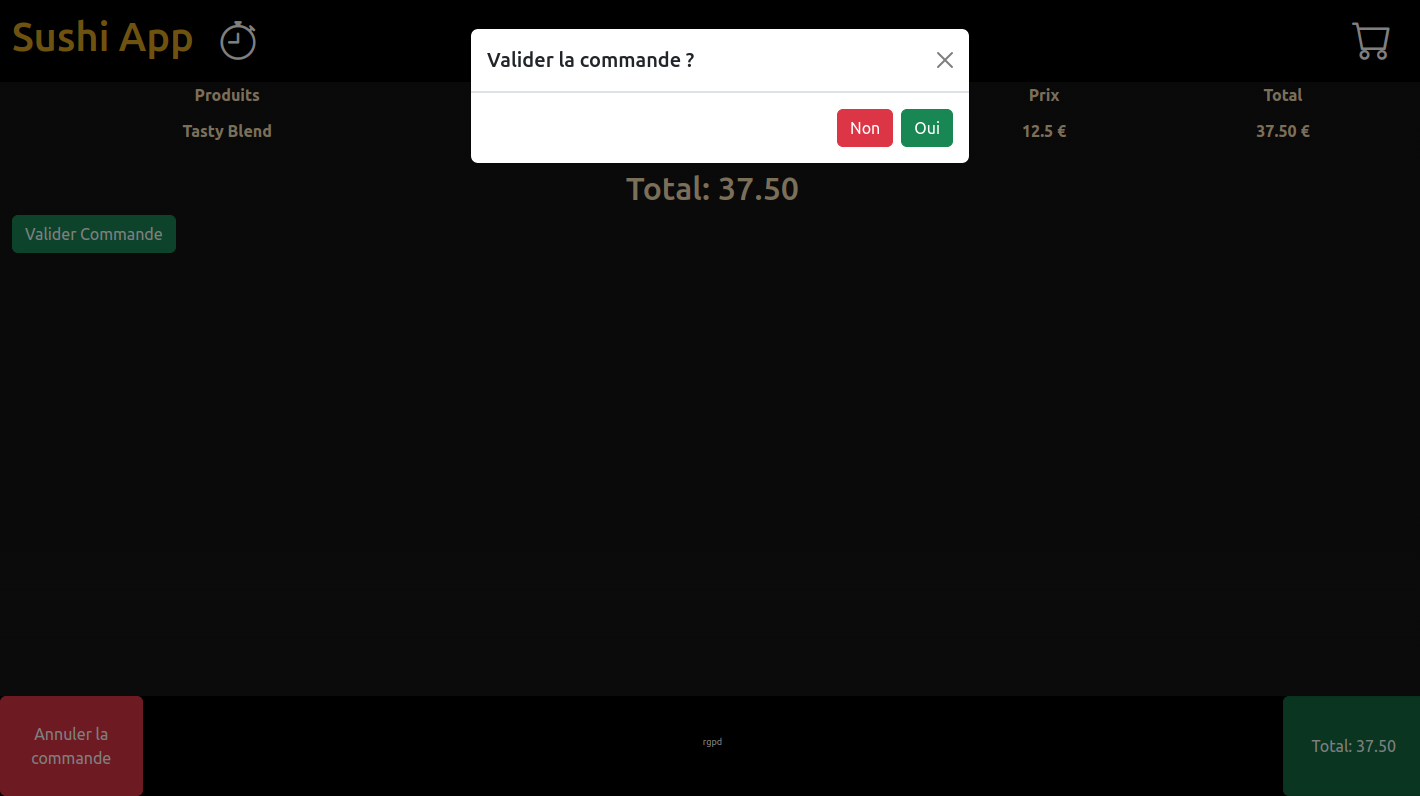 Sushi App
Valider la commande ?
Non Oui
Produits Prix Total
Tasty Blend 12.5 € 37.50 €
Total: 37.50
Valider Commande
Annuler la
commande
rgpd
Total: 37.50